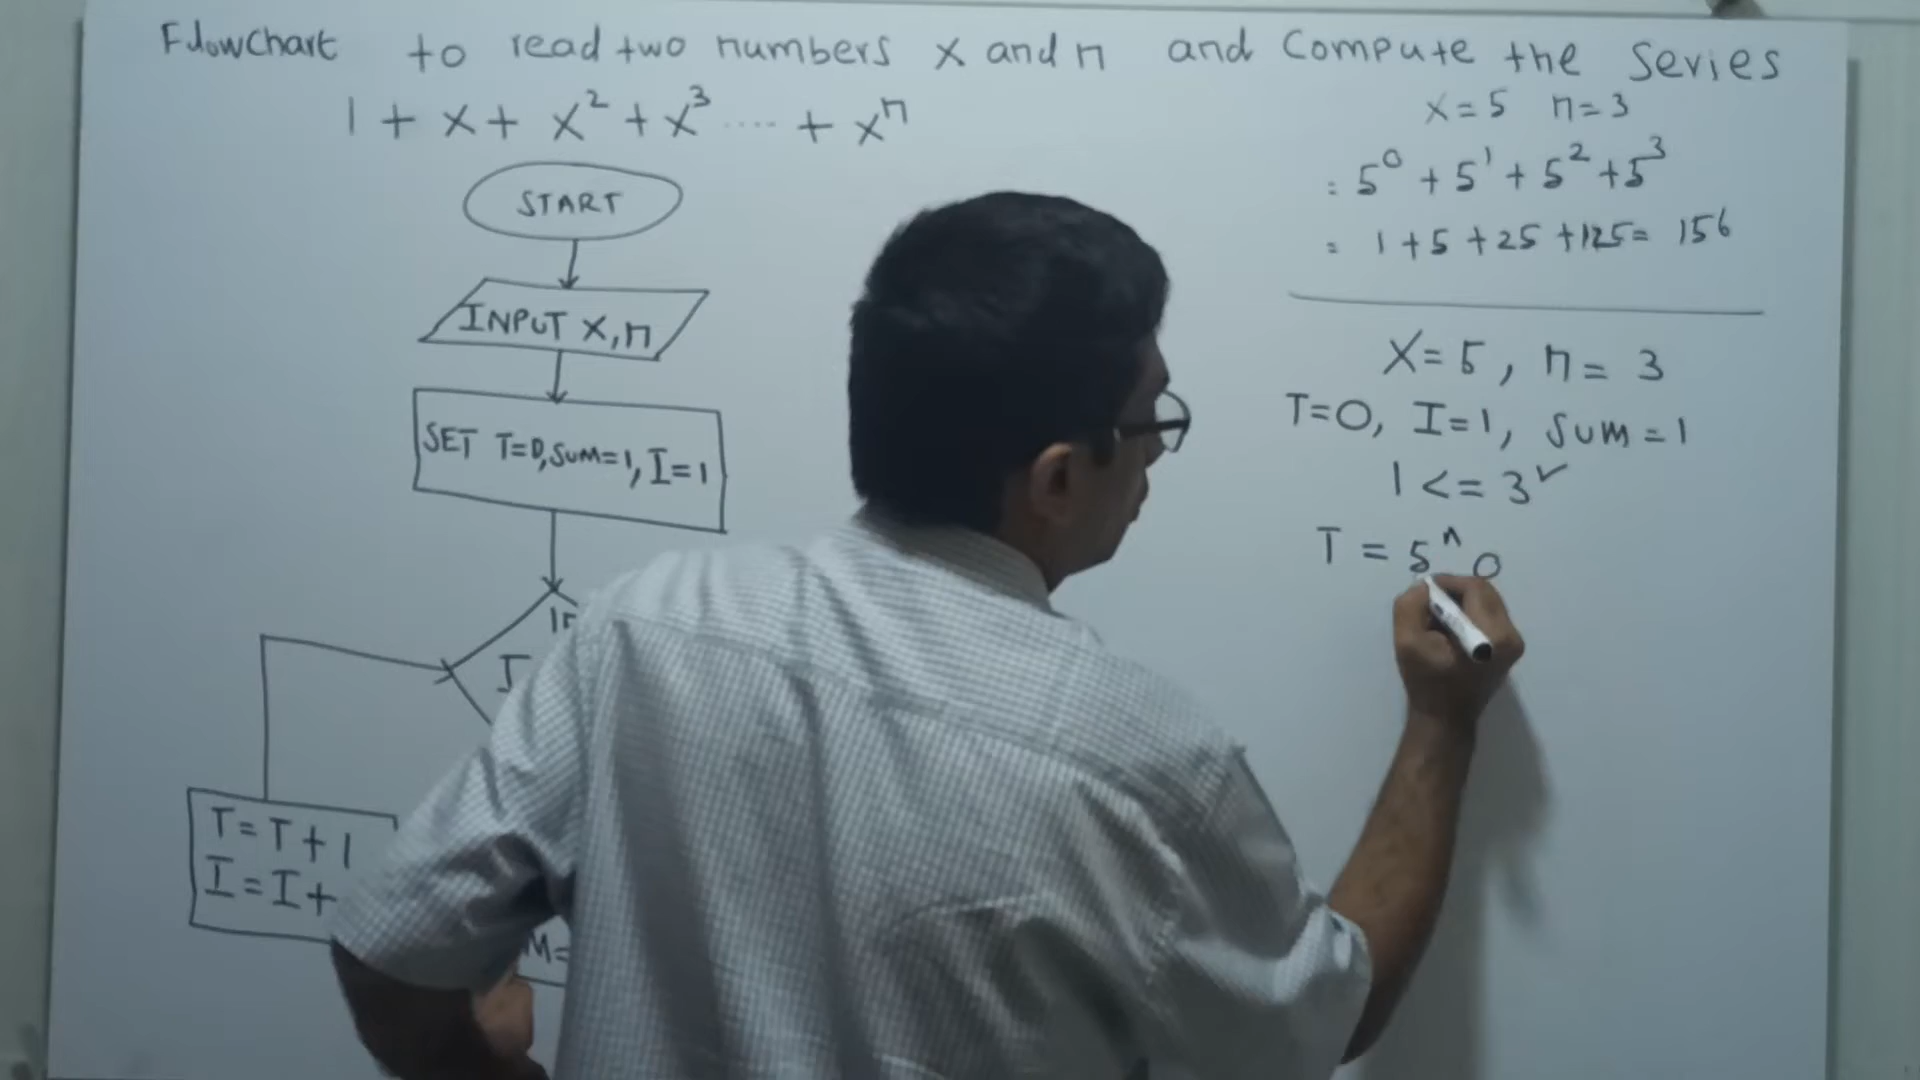 Flowchart to read two numbers x and n and Compute the Series
1 + x + x² + x³ .... + xⁿ
START
INPUT X, n
SET T=0, SUM=1, I=1
IF
I
T=T+1
I=I+
M=
x=5 n=3
= 5⁰ + 5¹ + 5² + 5³
= 1+5+25+125= 156
X=5, n=3
T=0, I=1, SUM=1
1 <= 3 ✓
T = 5 ^ 0